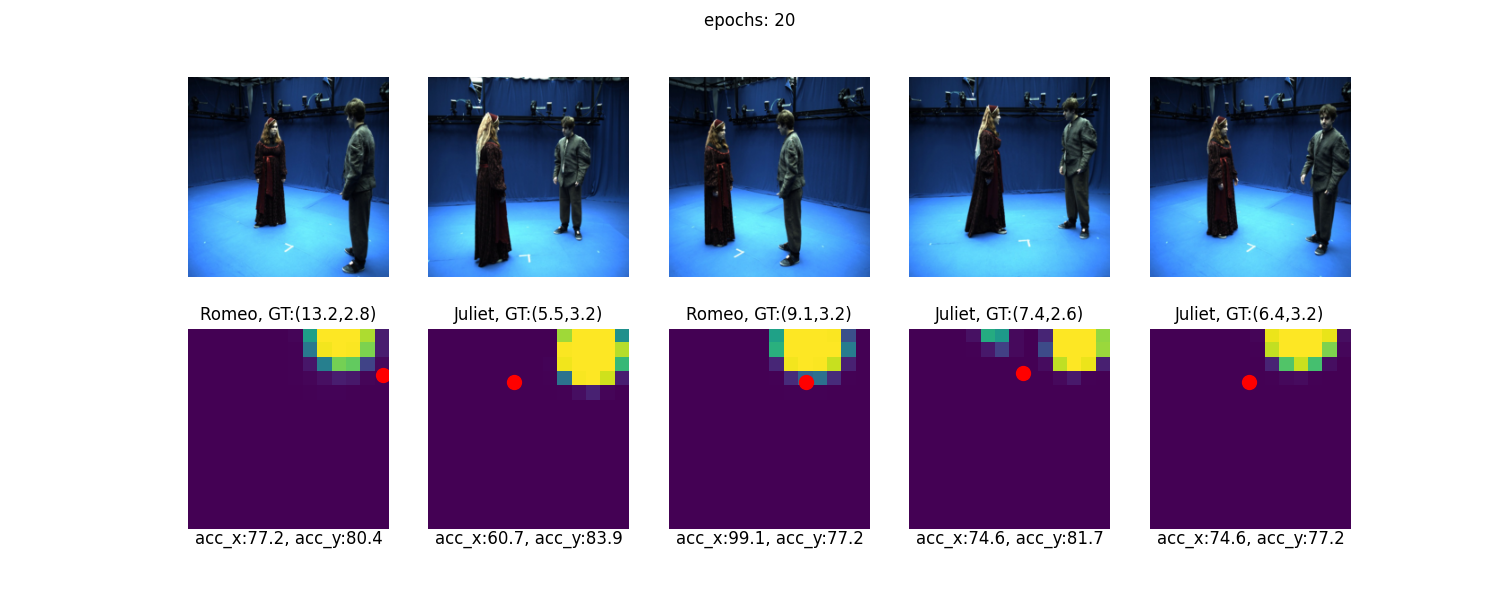 epochs: 20
Romeo, GT:(13.2,2.8)
Juliet, GT:(5.5,3.2)
Romeo, GT:(9.1,3.2)
Juliet, GT:(7.4,2.6)
Juliet, GT:(6.4,3.2)
acc_x:77.2, acc_y:80.4
acc_x:60.7, acc_y:83.9
acc_x:99.1, acc_y:77.2
acc_x:74.6, acc_y:81.7
acc_x:74.6, acc_y:77.2